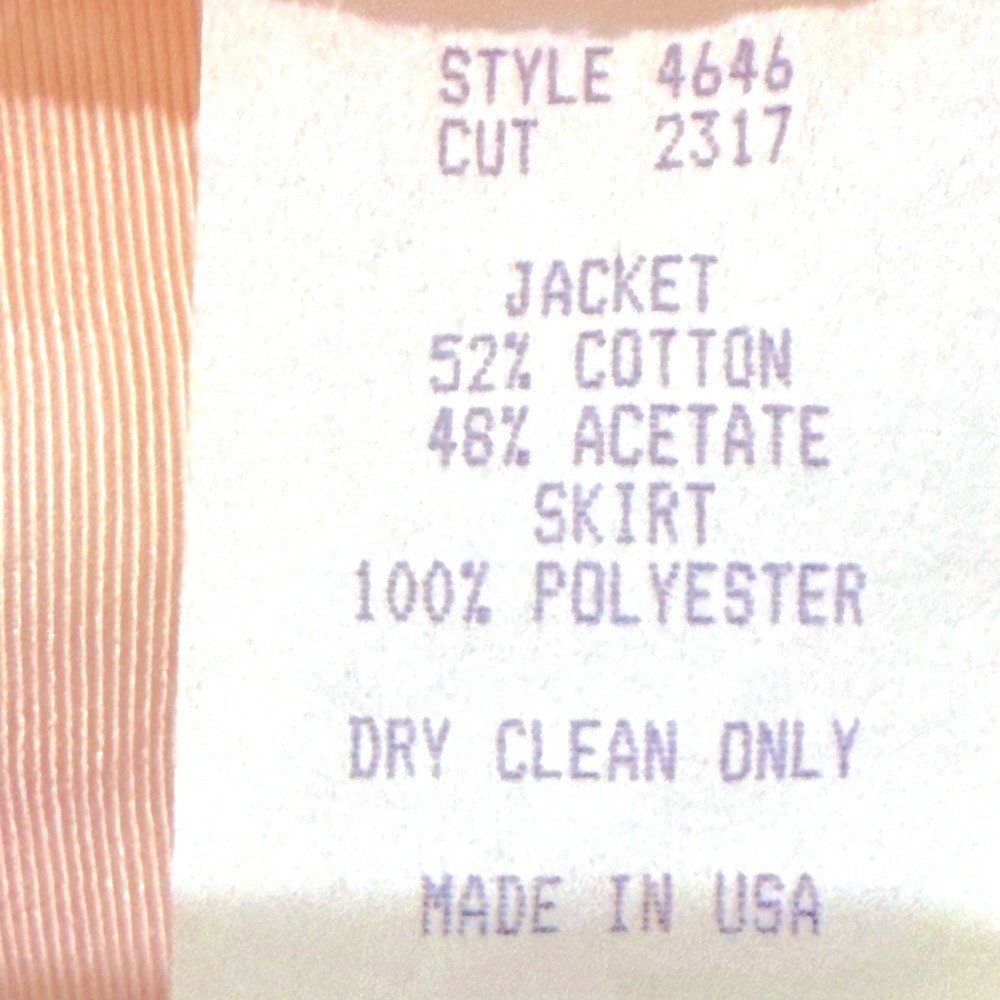 STYLE 4646
CUT 2317
JACKET
52% COTTON
48% ACETATE
SKIRT
100% POLYESTER
DRY CLEAN ONLY
MADE IN USA